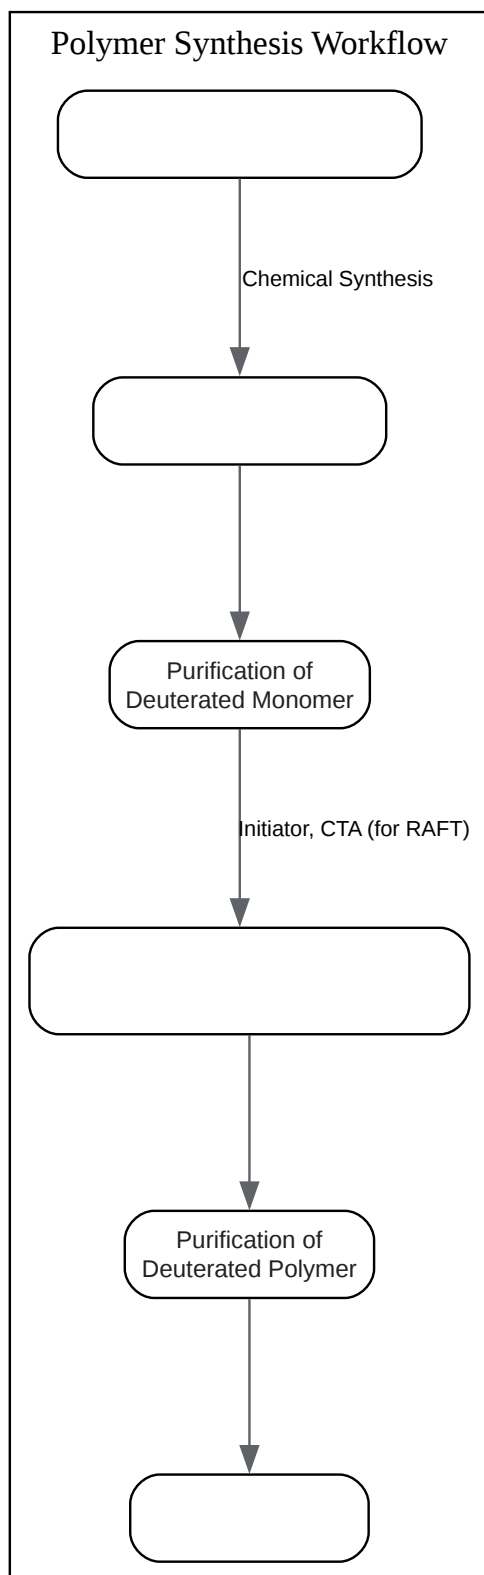 Polymer Synthesis Workflow
Chemical Synthesis
Purification of
Deuterated Monomer
Initiator, CTA (for RAFT)
Purification of
Deuterated Polymer